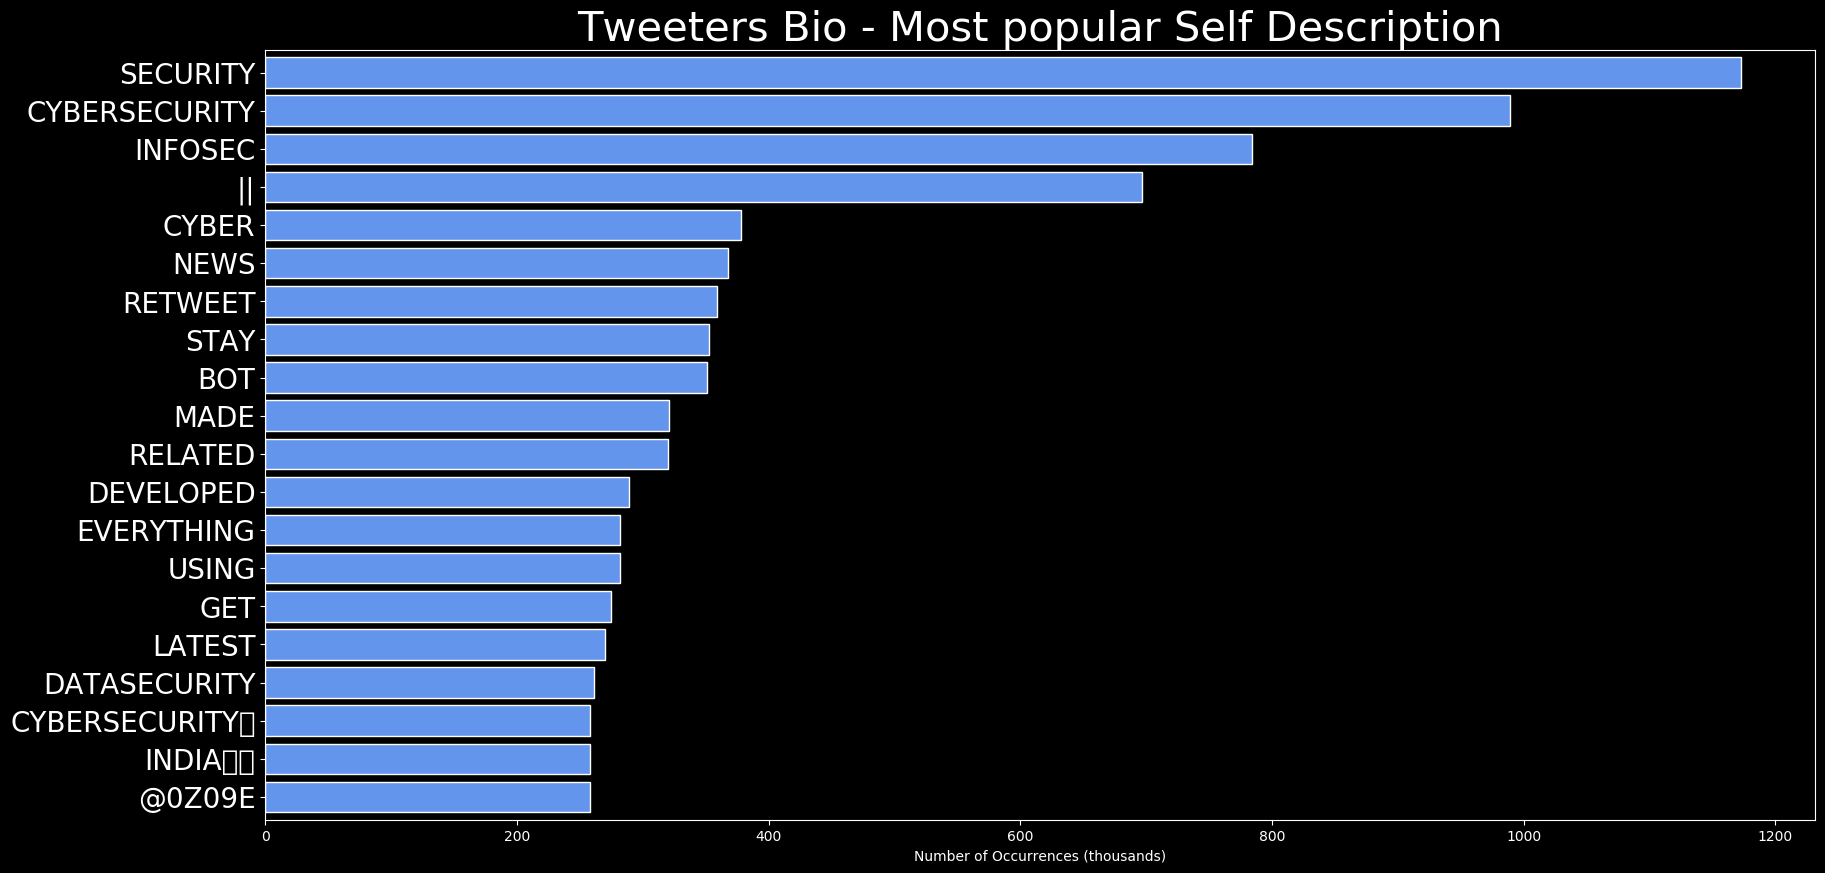 Tweeters Bio - Most popular Self Description
SECURITY
CYBERSECURITY
INFOSEC
||
CYBER
NEWS
RETWEET
STAY
BOT
MADE
RELATED
DEVELOPED
EVERYTHING
USING
GET
LATEST
DATASECURITY
CYBERSECURITY▯
INDIA▯▯
@0Z09E
0 200 400 600 800 1000 1200
Number of Occurrences (thousands)